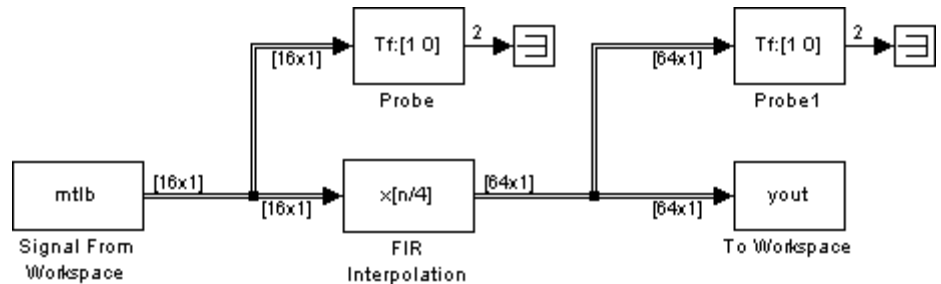 Tf:[1 0]
2
[16x1]
Probe
Tf:[1 0]
2
[64x1]
Probe1
mtlb
[16x1]
[16x1]
Signal From
Workspace
x[n/4]
[64x1]
FIR
Interpolation
[64x1]
yout
To Workspace